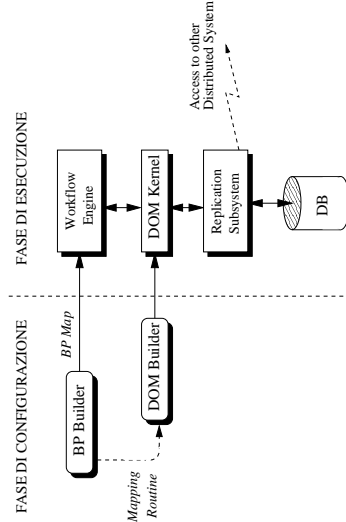 FASE DI CONFIGURAZIONE
FASE DI ESECUZIONE
BP Builder
BP Map
Workflow
Engine
Mapping
Routine
DOM Builder
DOM Kernel
Replication
Subsystem
Access to other
Distributed System
DB